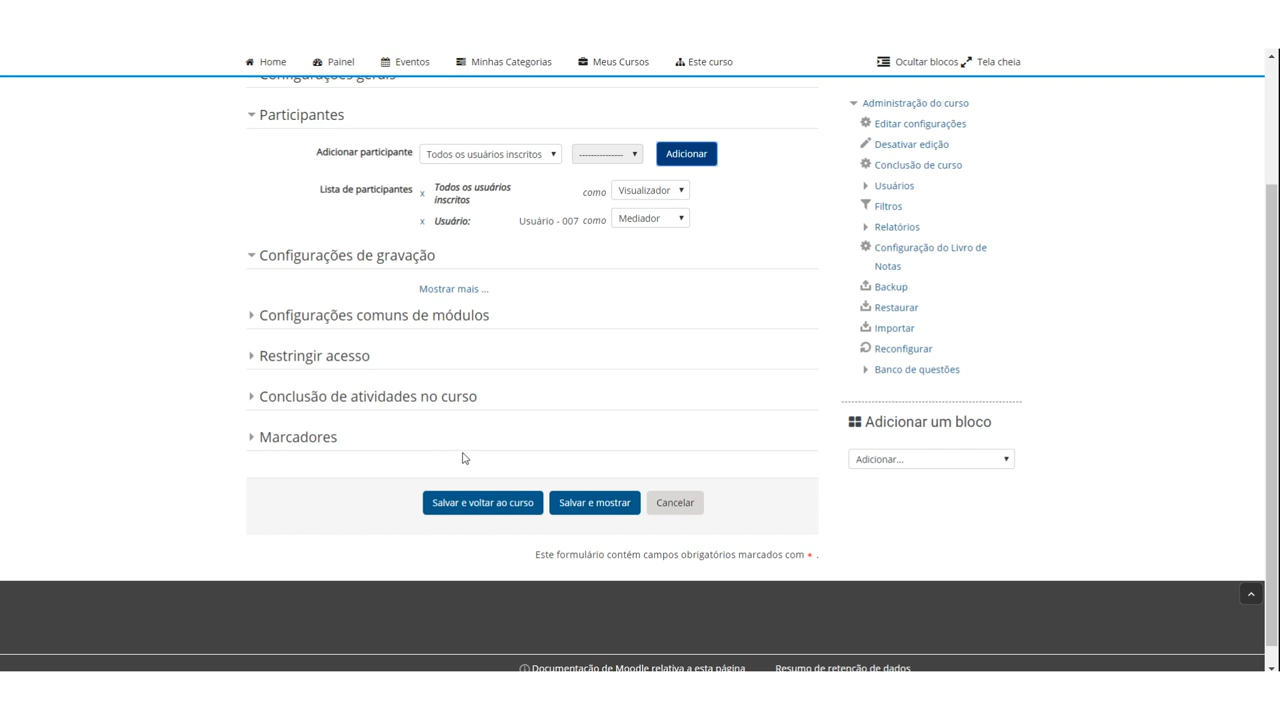 Home Painel Eventos Minhas Categorias Meus Cursos Este curso Ocultar blocos Tela cheia
Configurações gerais
Participantes
Adicionar participante Todos os usuários inscritos --------------- Adicionar
Lista de participantes x Todos os usuários
inscritos como Visualizador
x Usuário: Usuário - 007 como Mediador
Configurações de gravação
Mostrar mais ...
Configurações comuns de módulos
Restringir acesso
Conclusão de atividades no curso
Marcadores
Salvar e voltar ao curso Salvar e mostrar Cancelar
Este formulário contém campos obrigatórios marcados com * .
Administração do curso
Editar configurações
Desativar edição
Conclusão de curso
Usuários
Filtros
Relatórios
Configuração do Livro de
Notas
Backup
Restaurar
Importar
Reconfigurar
Banco de questões
Adicionar um bloco
Adicionar...
Documentação de Moodle relativa a esta página Resumo de retenção de dados